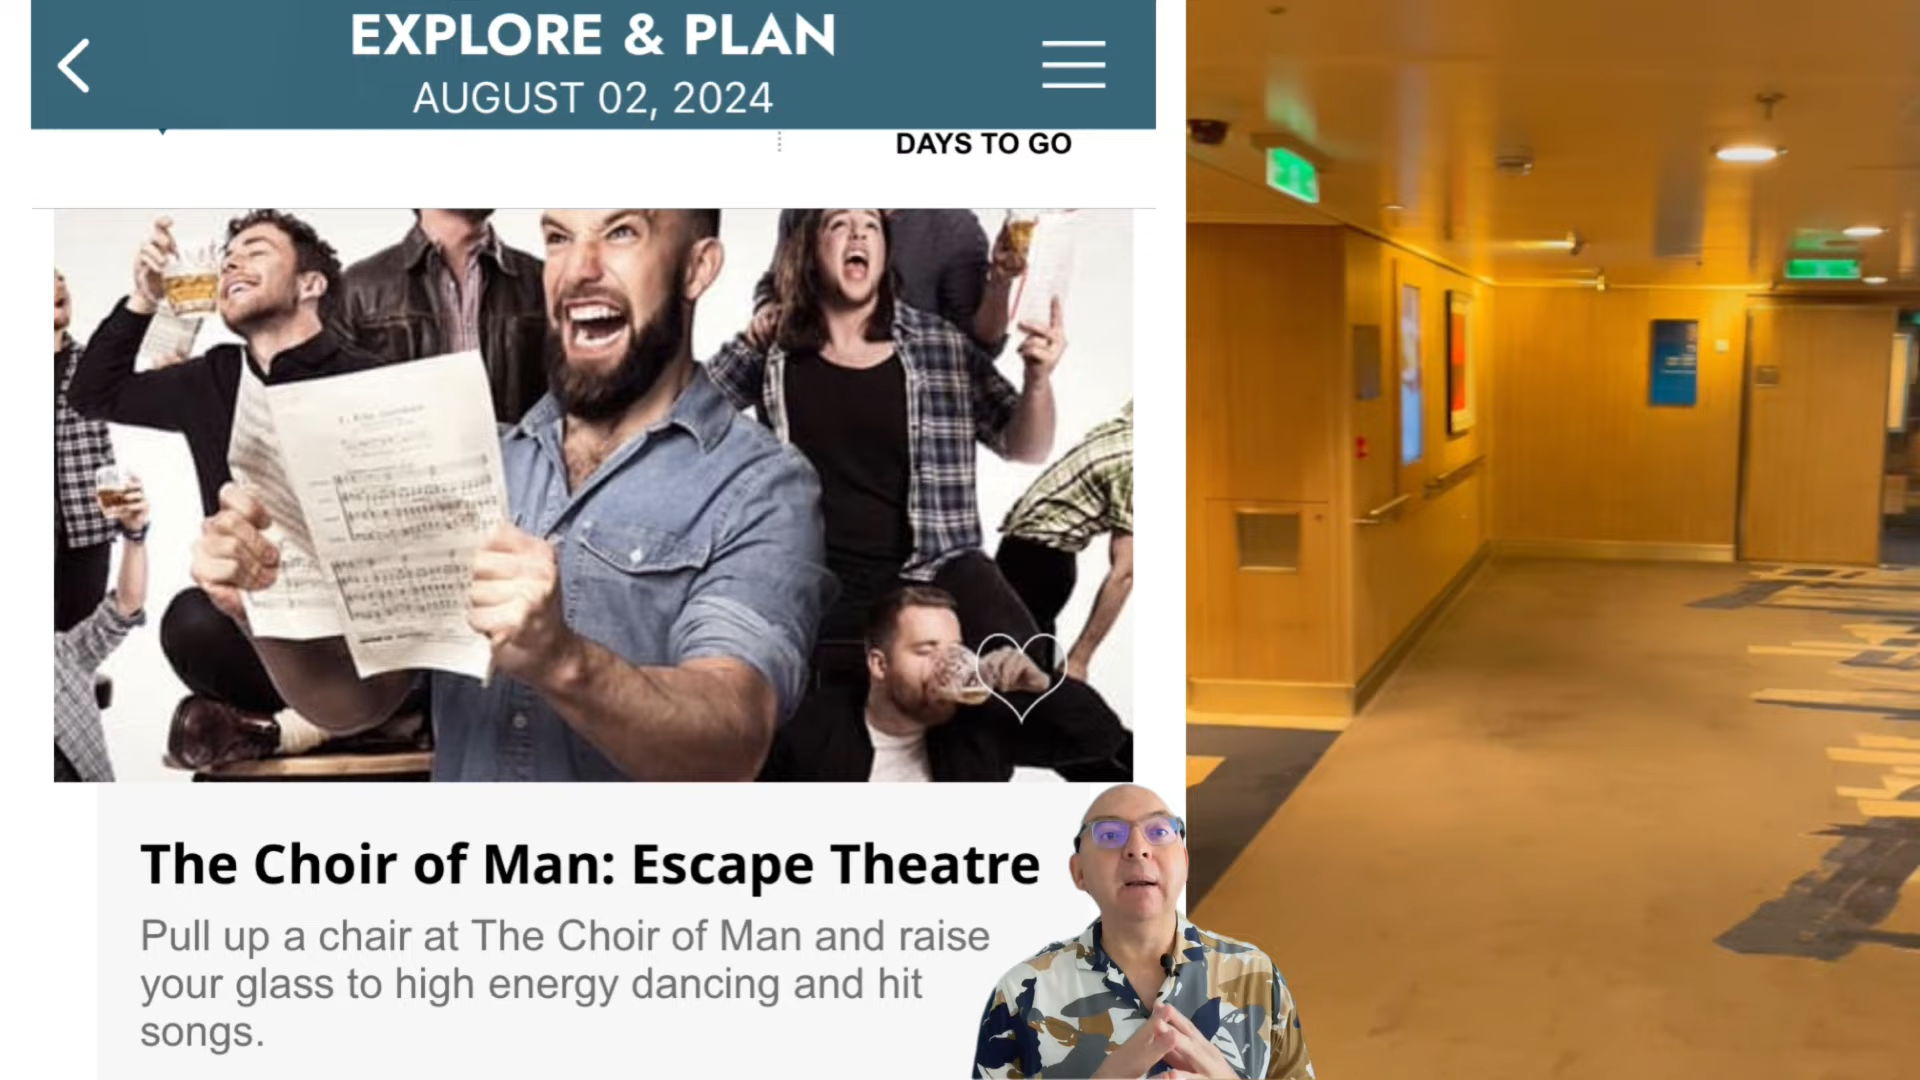 EXPLORE & PLAN
AUGUST 02, 2024
DAYS TO GO
The Choir of Man: Escape Theatre
Pull up a chair at The Choir of Man and raise
your glass to high energy dancing and hit
songs.